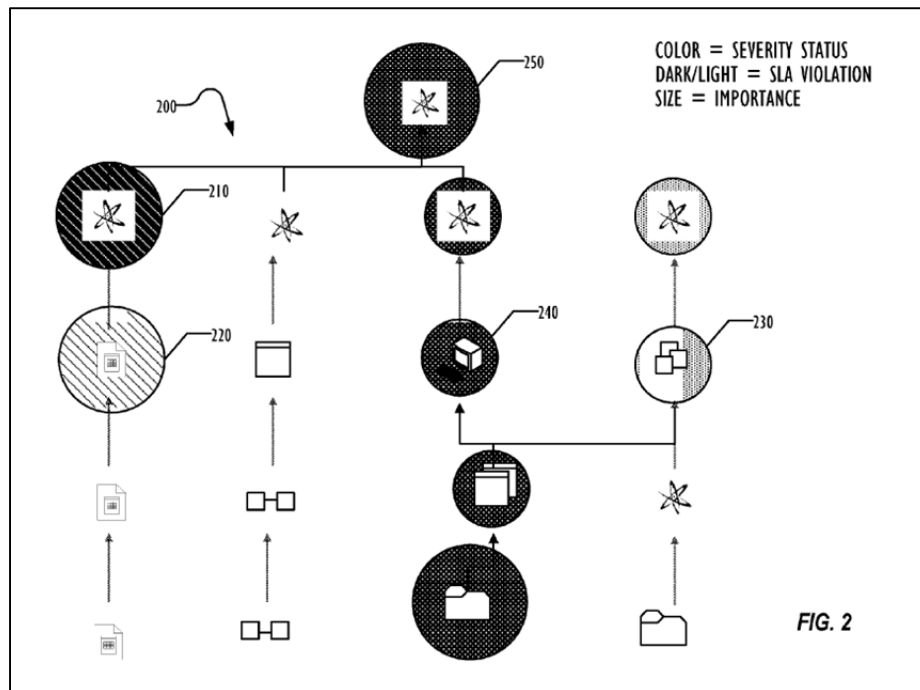 250
COLOR = SEVERITY STATUS
DARK/LIGHT = SLA VIOLATION
SIZE = IMPORTANCE
200
210
220
240
230
FIG. 2